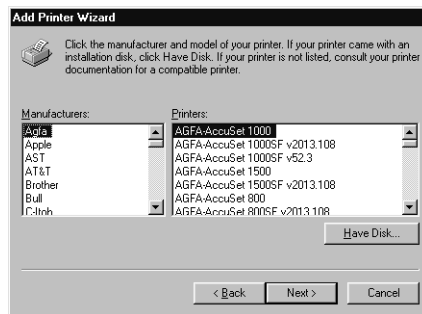 Add Printer Wizard
Click the manufacturer and model of your printer. If your printer came with an
installation disk, click Have Disk. If your printer is not listed, consult your printer
documentation for a compatible printer.
Manufacturers:
Agfa
Apple
AST
AT&T
Brother
Bull
C-Itoh
Printers:
AGFA-AccuSet 1000
AGFA-AccuSet 1000SF v2013.108
AGFA-AccuSet 1000SF v52.3
AGFA-AccuSet 1500
AGFA-AccuSet 1500SF v2013.108
AGFA-AccuSet 800
AGFA-AccuSet 800SF v2013.108
Have Disk...
< Back
Next >
Cancel